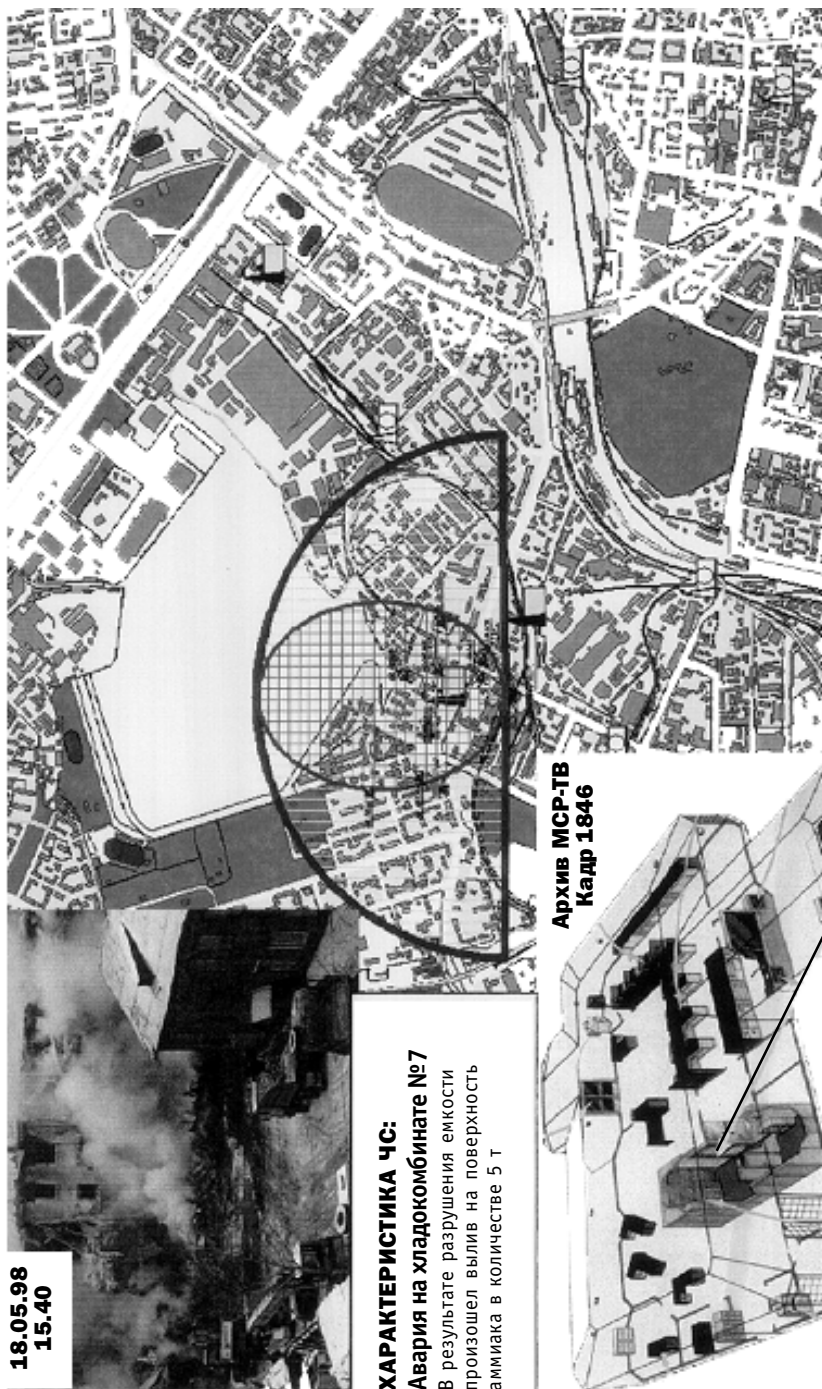 18.05.98
15.40
ХАРАКТЕРИСТИКА ЧС:
Авария на хладокомбинате №7
В результате разрушения емкости
произошел вылив на поверхность
аммиака в количестве 5 т
Архив МСР-ТВ
Кадр 1846